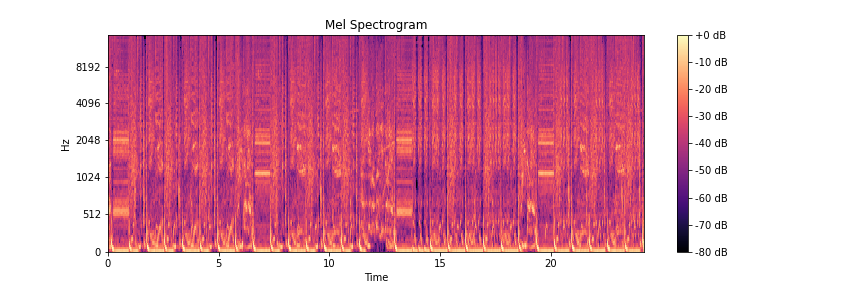 Mel Spectrogram
8192
4096
2048
1024
512
0
Hz
0
5
10
15
20
Time
+0 dB
-10 dB
-20 dB
-30 dB
-40 dB
-50 dB
-60 dB
-70 dB
-80 dB